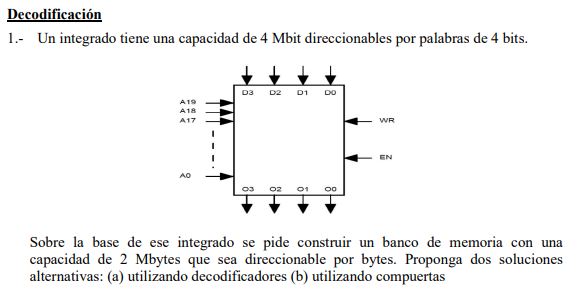 Decodificación
1.- Un integrado tiene una capacidad de 4 Mbit direccionables por palabras de 4 bits.
D3 D2 D1 D0
A19
A18
A17
WR
EN
A0
O3 O2 O1 O0
Sobre la base de ese integrado se pide construir un banco de memoria con una
capacidad de 2 Mbytes que sea direccionable por bytes. Proponga dos soluciones
alternativas: (a) utilizando decodificadores (b) utilizando compuertas